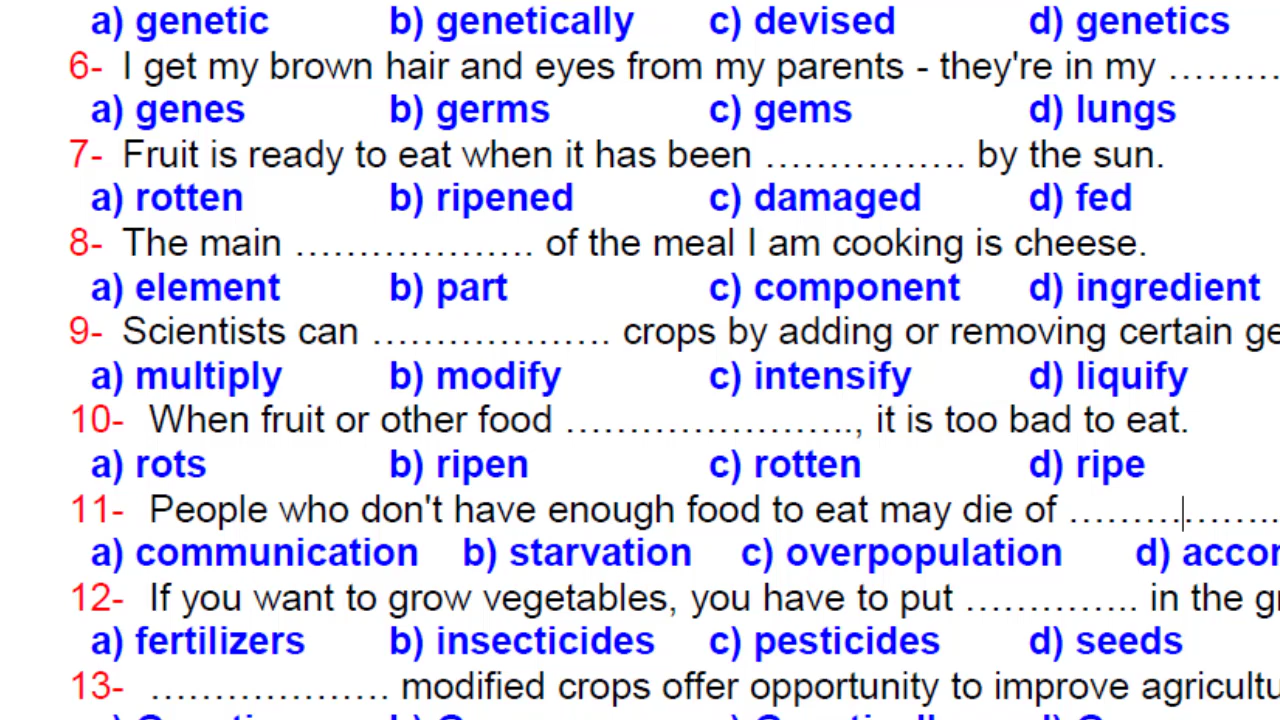 a) genetic b) genetically c) devised d) genetics
6- I get my brown hair and eyes from my parents - they're in my ………
a) genes b) germs c) gems d) lungs
7- Fruit is ready to eat when it has been ……………. by the sun.
a) rotten b) ripened c) damaged d) fed
8- The main ………………. of the meal I am cooking is cheese.
a) element b) part c) component d) ingredient
9- Scientists can ………………. crops by adding or removing certain
a) multiply b) modify c) intensify d) liquify
10- When fruit or other food …………………., it is too bad to eat.
a) rots b) ripen c) rotten d) ripe
11- People who don't have enough food to eat may die of ……………..
a) communication b) starvation c) overpopulation d)
12- If you want to grow vegetables, you have to put ………….. in the
a) fertilizers b) insecticides c) pesticides d) seeds
13- ………………. modified crops offer opportunity to improve